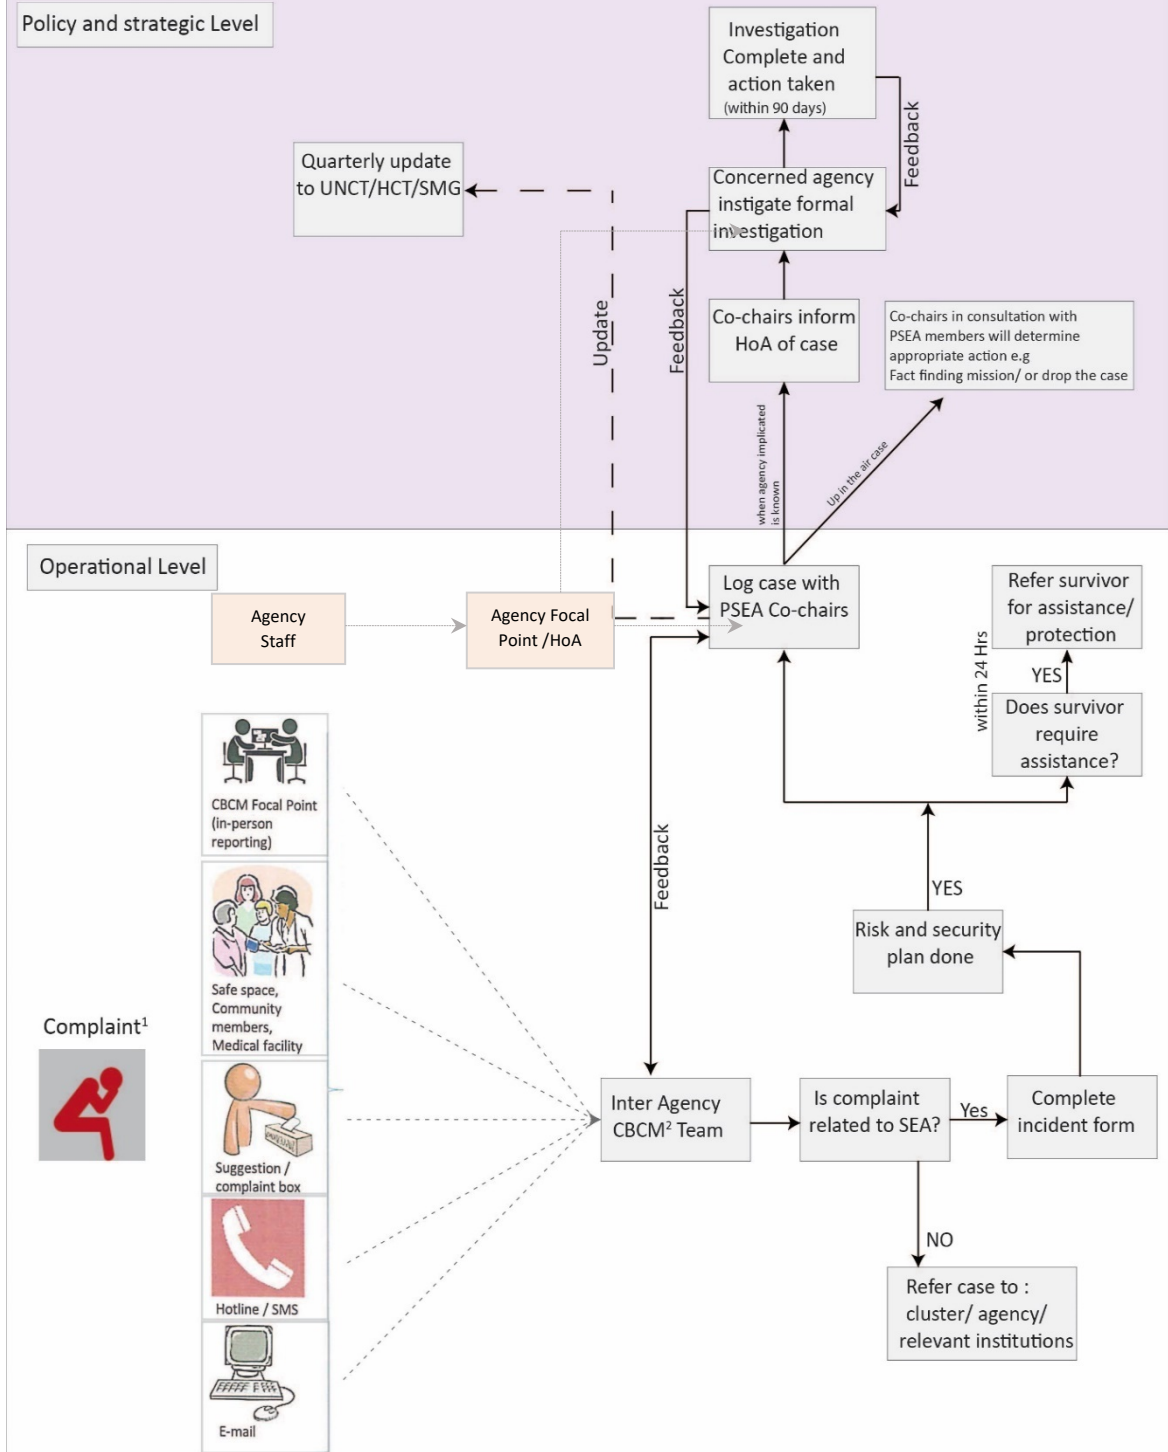 Policy and strategic Level
Investigation
Complete and
action taken
(within 90 days)
Feedback
Quarterly update
to UNCT/HCT/SMG
Concerned agency
instigate formal
investigation
Update
Feedback
Co-chairs inform
HoA of case
Co-chairs in consultation with
PSEA members will determine
appropriate action e.g
Fact finding mission/ or drop the case
when agency implicated
is known
Up in the air case
Operational Level
Agency
Staff
Agency Focal
Point /HoA
Log case with
PSEA Co-chairs
Refer survivor
for assistance/
protection
within 24 Hrs
YES
Does survivor
require
assistance?
CBCM Focal Point
(in-person
reporting)
Feedback
YES
Risk and security
plan done
Safe space,
Community
members,
Medical facility
Complaint¹
Suggestion /
complaint box
Inter Agency
CBCM² Team
Is complaint
related to SEA?
Yes
Complete
incident form
NO
Refer case to :
cluster/ agency/
relevant institutions
Hotline / SMS
E-mail